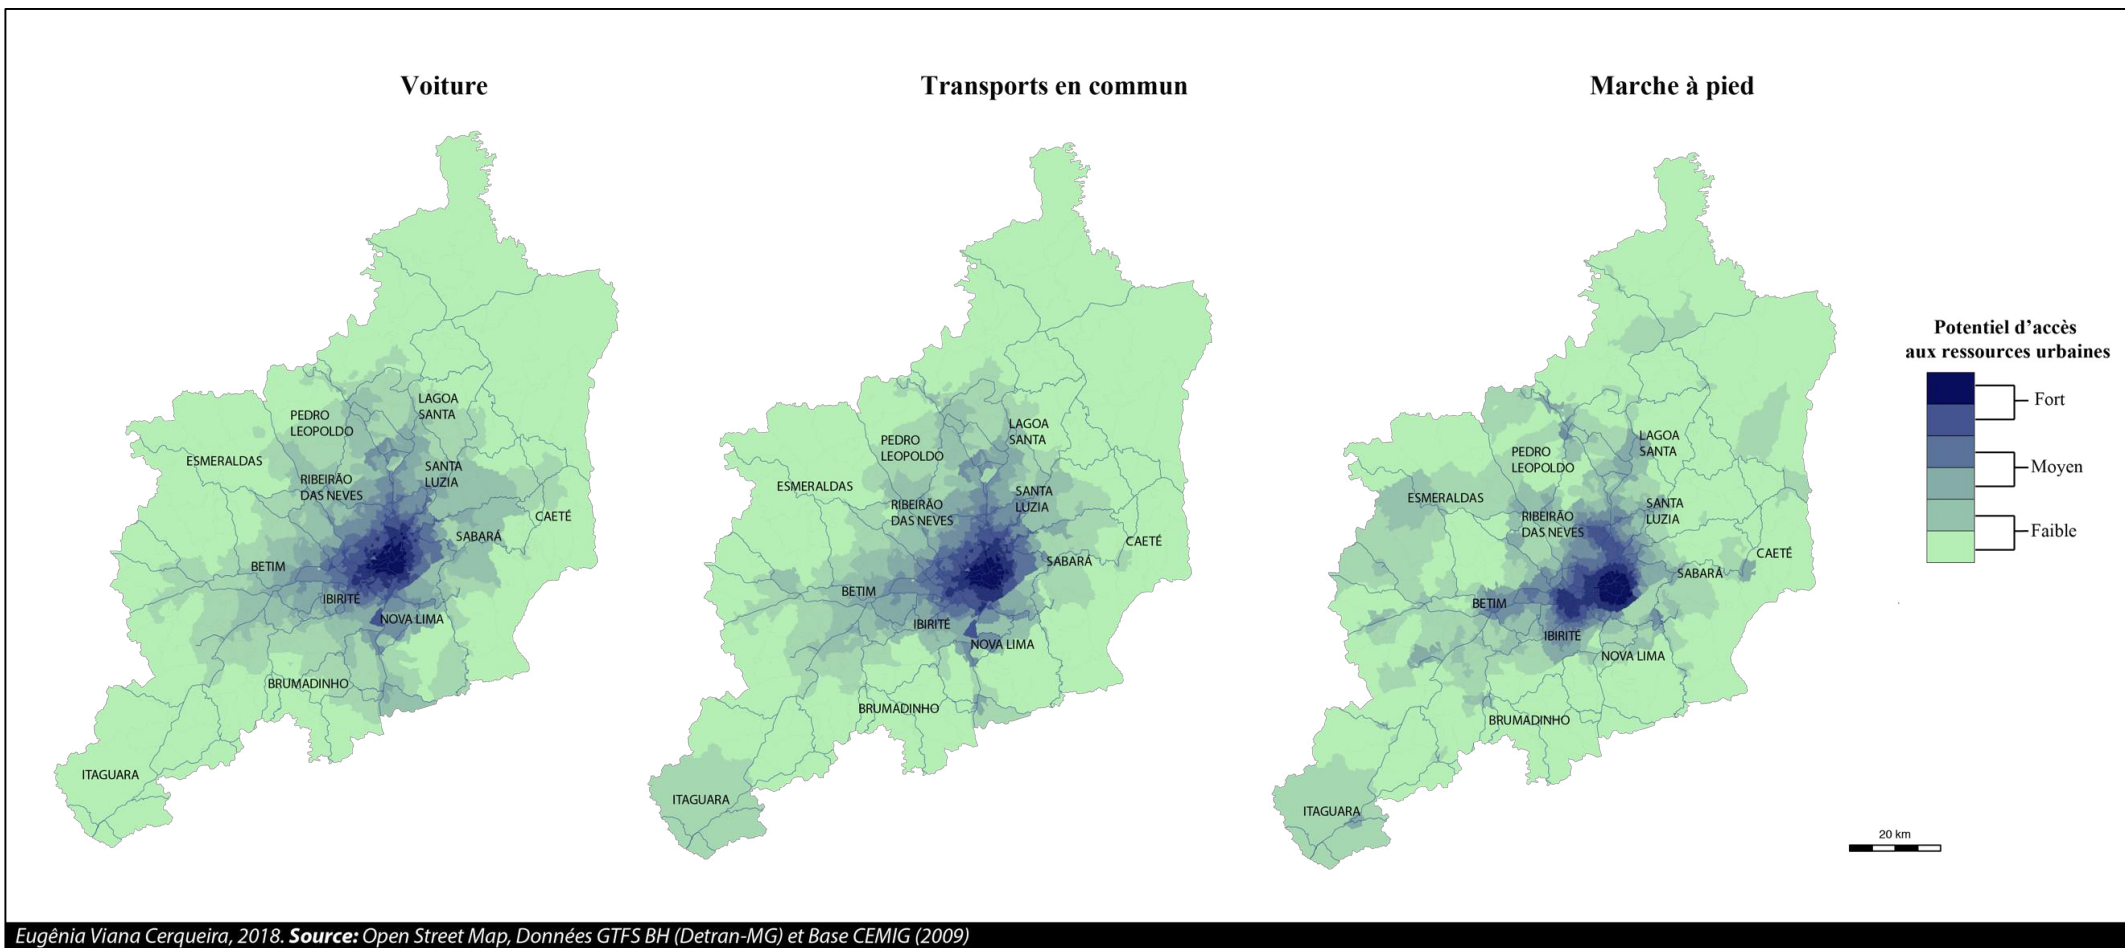 Voiture
Transports en commun
Marche à pied
PEDRO
LEOPOLDO
LAGOA
SANTA
ESMERALDAS
RIBEIRÃO
DAS NEVES
SANTA
LUZIA
CAETÉ
SABARÁ
BETIM
IBIRITÉ
NOVA LIMA
BRUMADINHO
ITAGUARA
LAGOA
SANTA
PEDRO
LEOPOLDO
ESMERALDAS
RIBEIRÃO
DAS NEVES
SANTA
LUZIA
CAETÉ
SABARÁ
BETIM
IBIRITÉ
NOVA LIMA
BRUMADINHO
ITAGUARA
LAGOA
SANTA
PEDRO
LEOPOLDO
ESMERALDAS
RIBEIRÃO
DAS NEVES
SANTA
LUZIA
CAETÉ
SABARÁ
BETIM
IBIRITÉ
NOVA LIMA
BRUMADINHO
ITAGUARA
Potentiel d'accès
aux ressources urbaines
Fort
Moyen
Faible
20 km
Eugênia Viana Cerqueira, 2018. Source: Open Street Map, Données GTFS BH (Detran-MG) et Base CEMIG (2009)